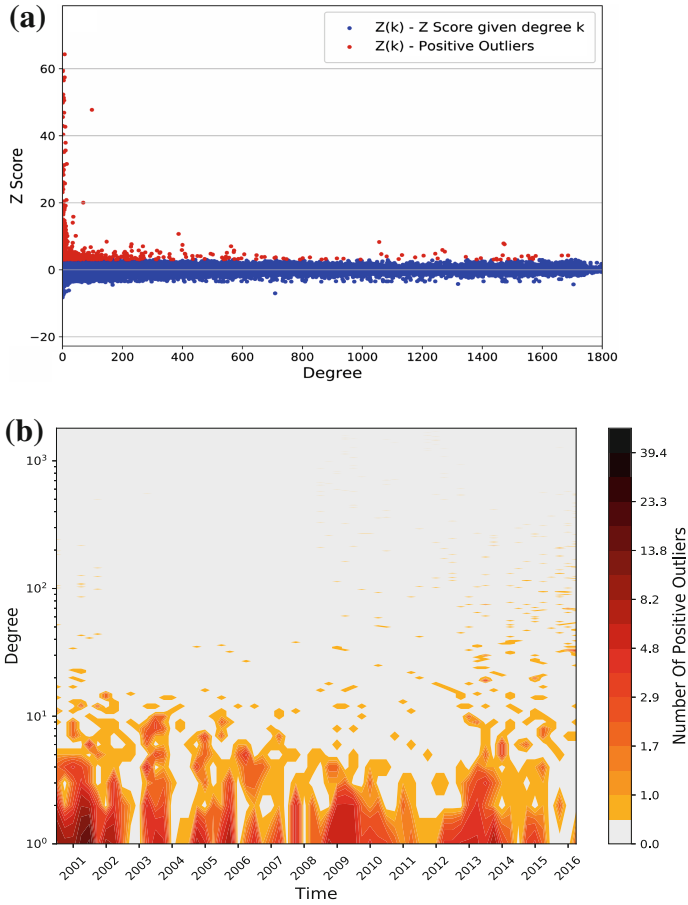 (a)
Z(k) - Z Score given degree k
Z(k) - Positive Outliers
Z Score
60
40
20
0
−20
0 200 400 600 800 1000 1200 1400 1600 1800
Degree
(b)
Degree
10³
10²
10¹
10⁰
2001 2002 2003 2004 2005 2006 2007 2008 2009 2010 2011 2012 2013 2014 2015 2016
Time
39.4
23.3
13.8
8.2
4.8
2.9
1.7
1.0
0.0
Number Of Positive Outliers